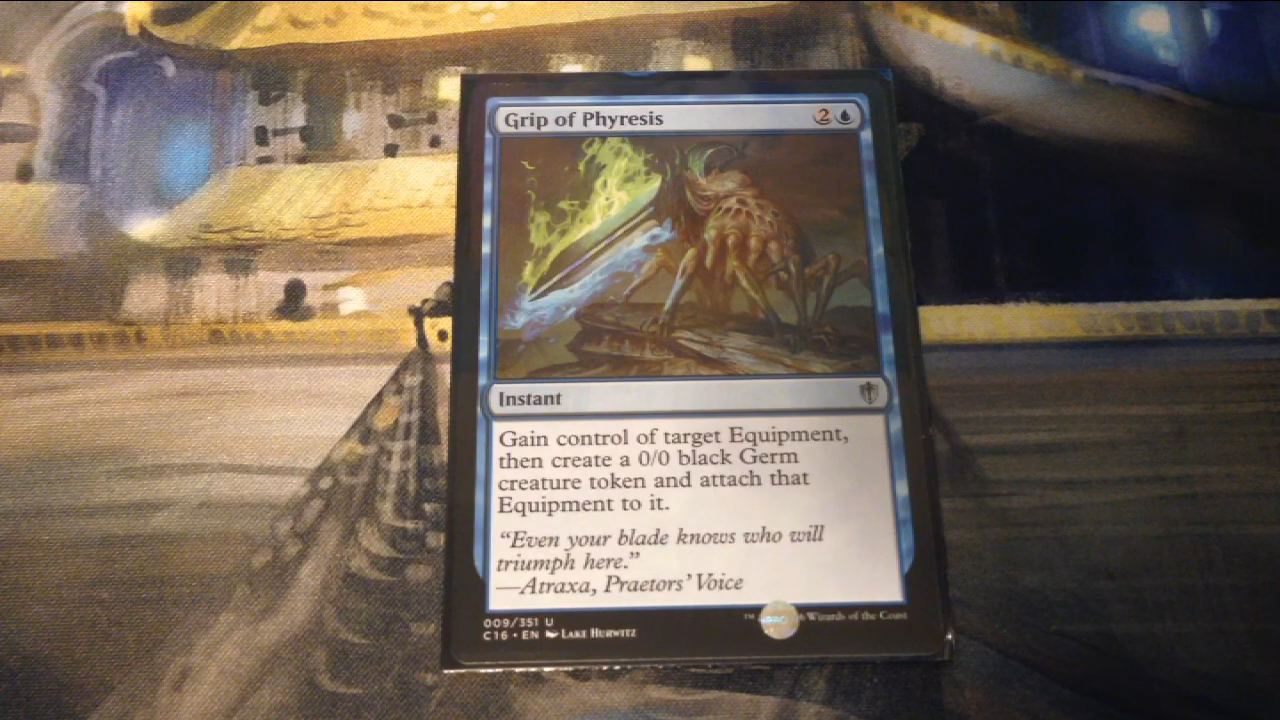 Grip of Phyresis 2
Instant
Gain control of target Equipment,
then create a 0/0 black Germ
creature token and attach that
Equipment to it.
“Even your blade knows who will
triumph here.”
—Atraxa, Praetors’ Voice
009/351 U
C16 • EN Lake Hurwitz
™ 6 Wizards of the Coast